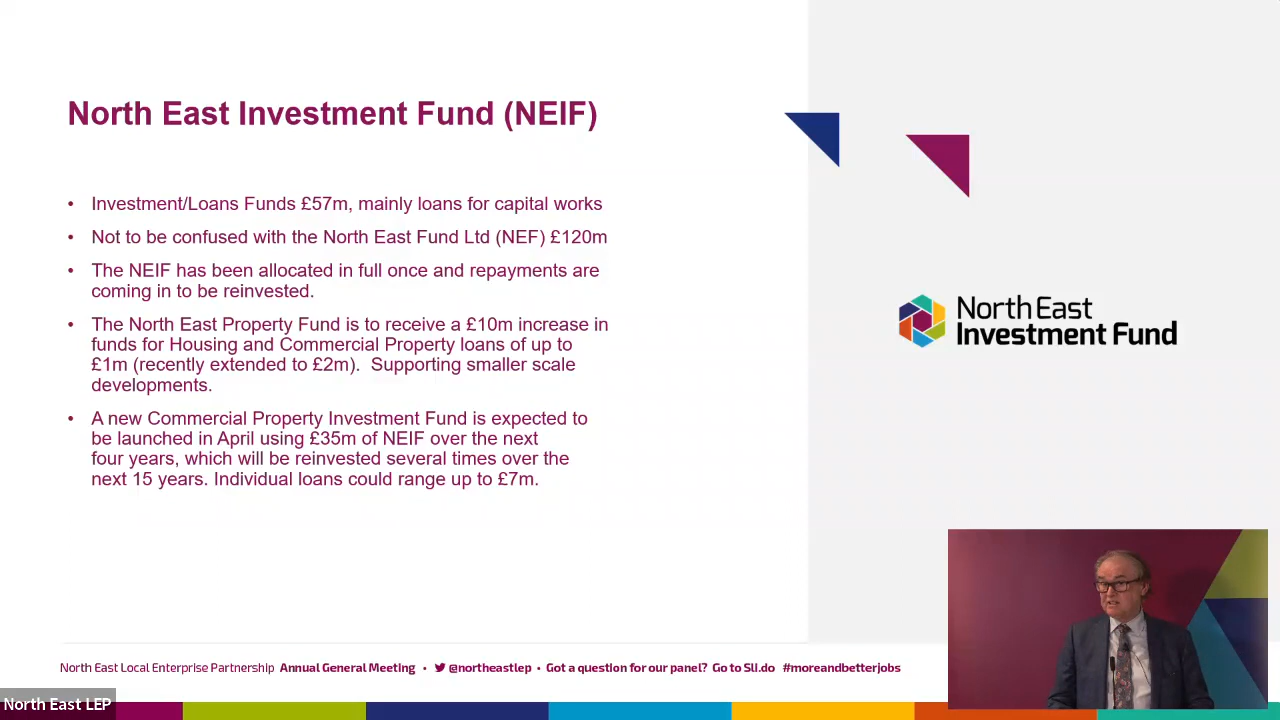 North East Investment Fund (NEIF)
• Investment/Loans Funds £57m, mainly loans for capital works
• Not to be confused with the North East Fund Ltd (NEF) £120m
• The NEIF has been allocated in full once and repayments are
coming in to be reinvested.
• The North East Property Fund is to receive a £10m increase in
funds for Housing and Commercial Property loans of up to
£1m (recently extended to £2m).  Supporting smaller scale
developments.
• A new Commercial Property Investment Fund is expected to
be launched in April using £35m of NEIF over the next
four years, which will be reinvested several times over the
next 15 years. Individual loans could range up to £7m.
North East
Investment Fund
North East Local Enterprise Partnership Annual General Meeting • @northeastlep • Got a question for our panel? Go to Sli.do #moreandbetterjobs
North East LEP